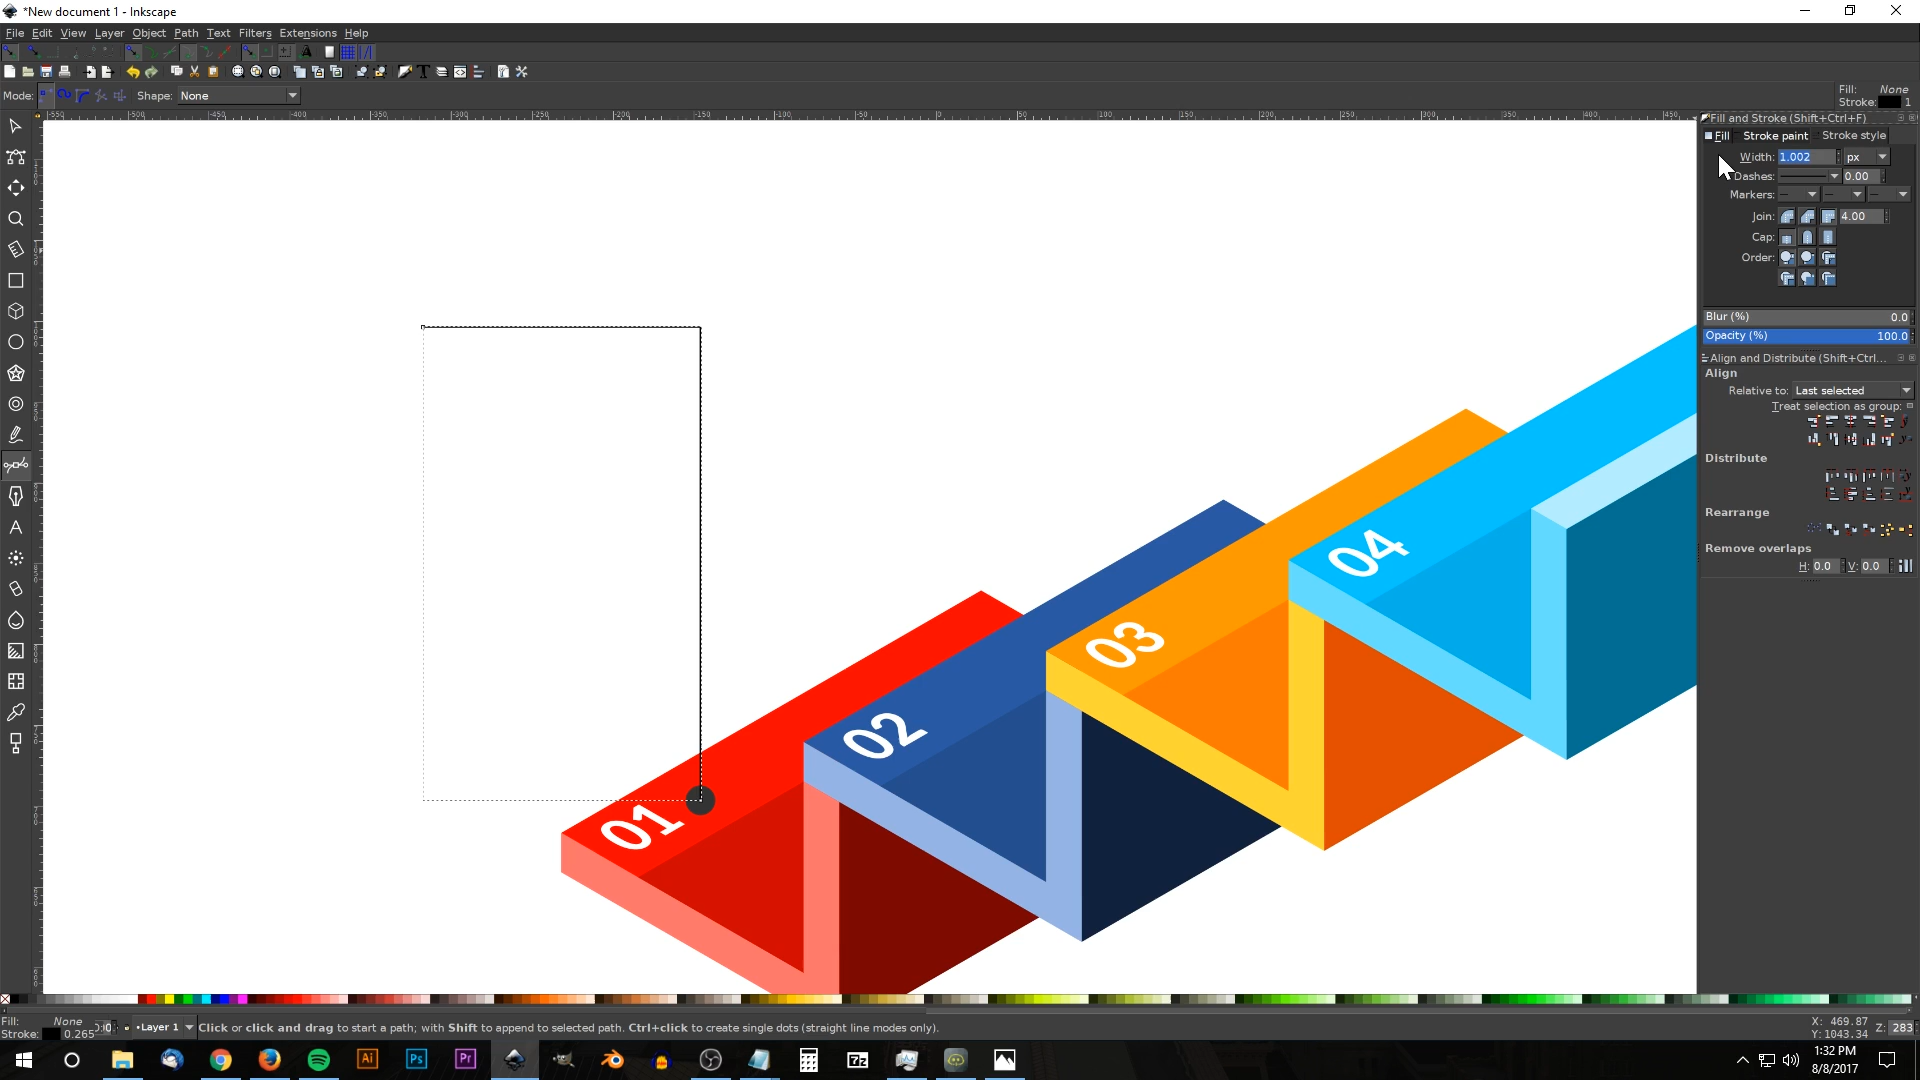 *New document 1 - Inkscape
File Edit View Layer Object Path Text Filters Extensions Help
Mode: Shape: None
Fill: None
Stroke: 1
Fill and Stroke (Shift+Ctrl+F)
Fill Stroke paint Stroke style
Width: 1.002 px
Dashes: 0.00
Markers:
Join: 4.00
Cap:
Order:
Blur (%) 0.0
Opacity (%) 100.0
Align and Distribute (Shift+Ctrl...
Align
Relative to: Last selected
Treat selection as group:
Distribute
Rearrange
Remove overlaps
H: 0.0 V: 0.0
04
03
02
01
Fill: None
Stroke: 0.265
•Layer 1
Click or click and drag to start a path; with Shift to append to selected path. Ctrl+click to create single dots (straight line modes only).
X: 469.87
Y: 1043.34
Z: 283
Ai Ps Pr 7z
1:32 PM
8/8/2017